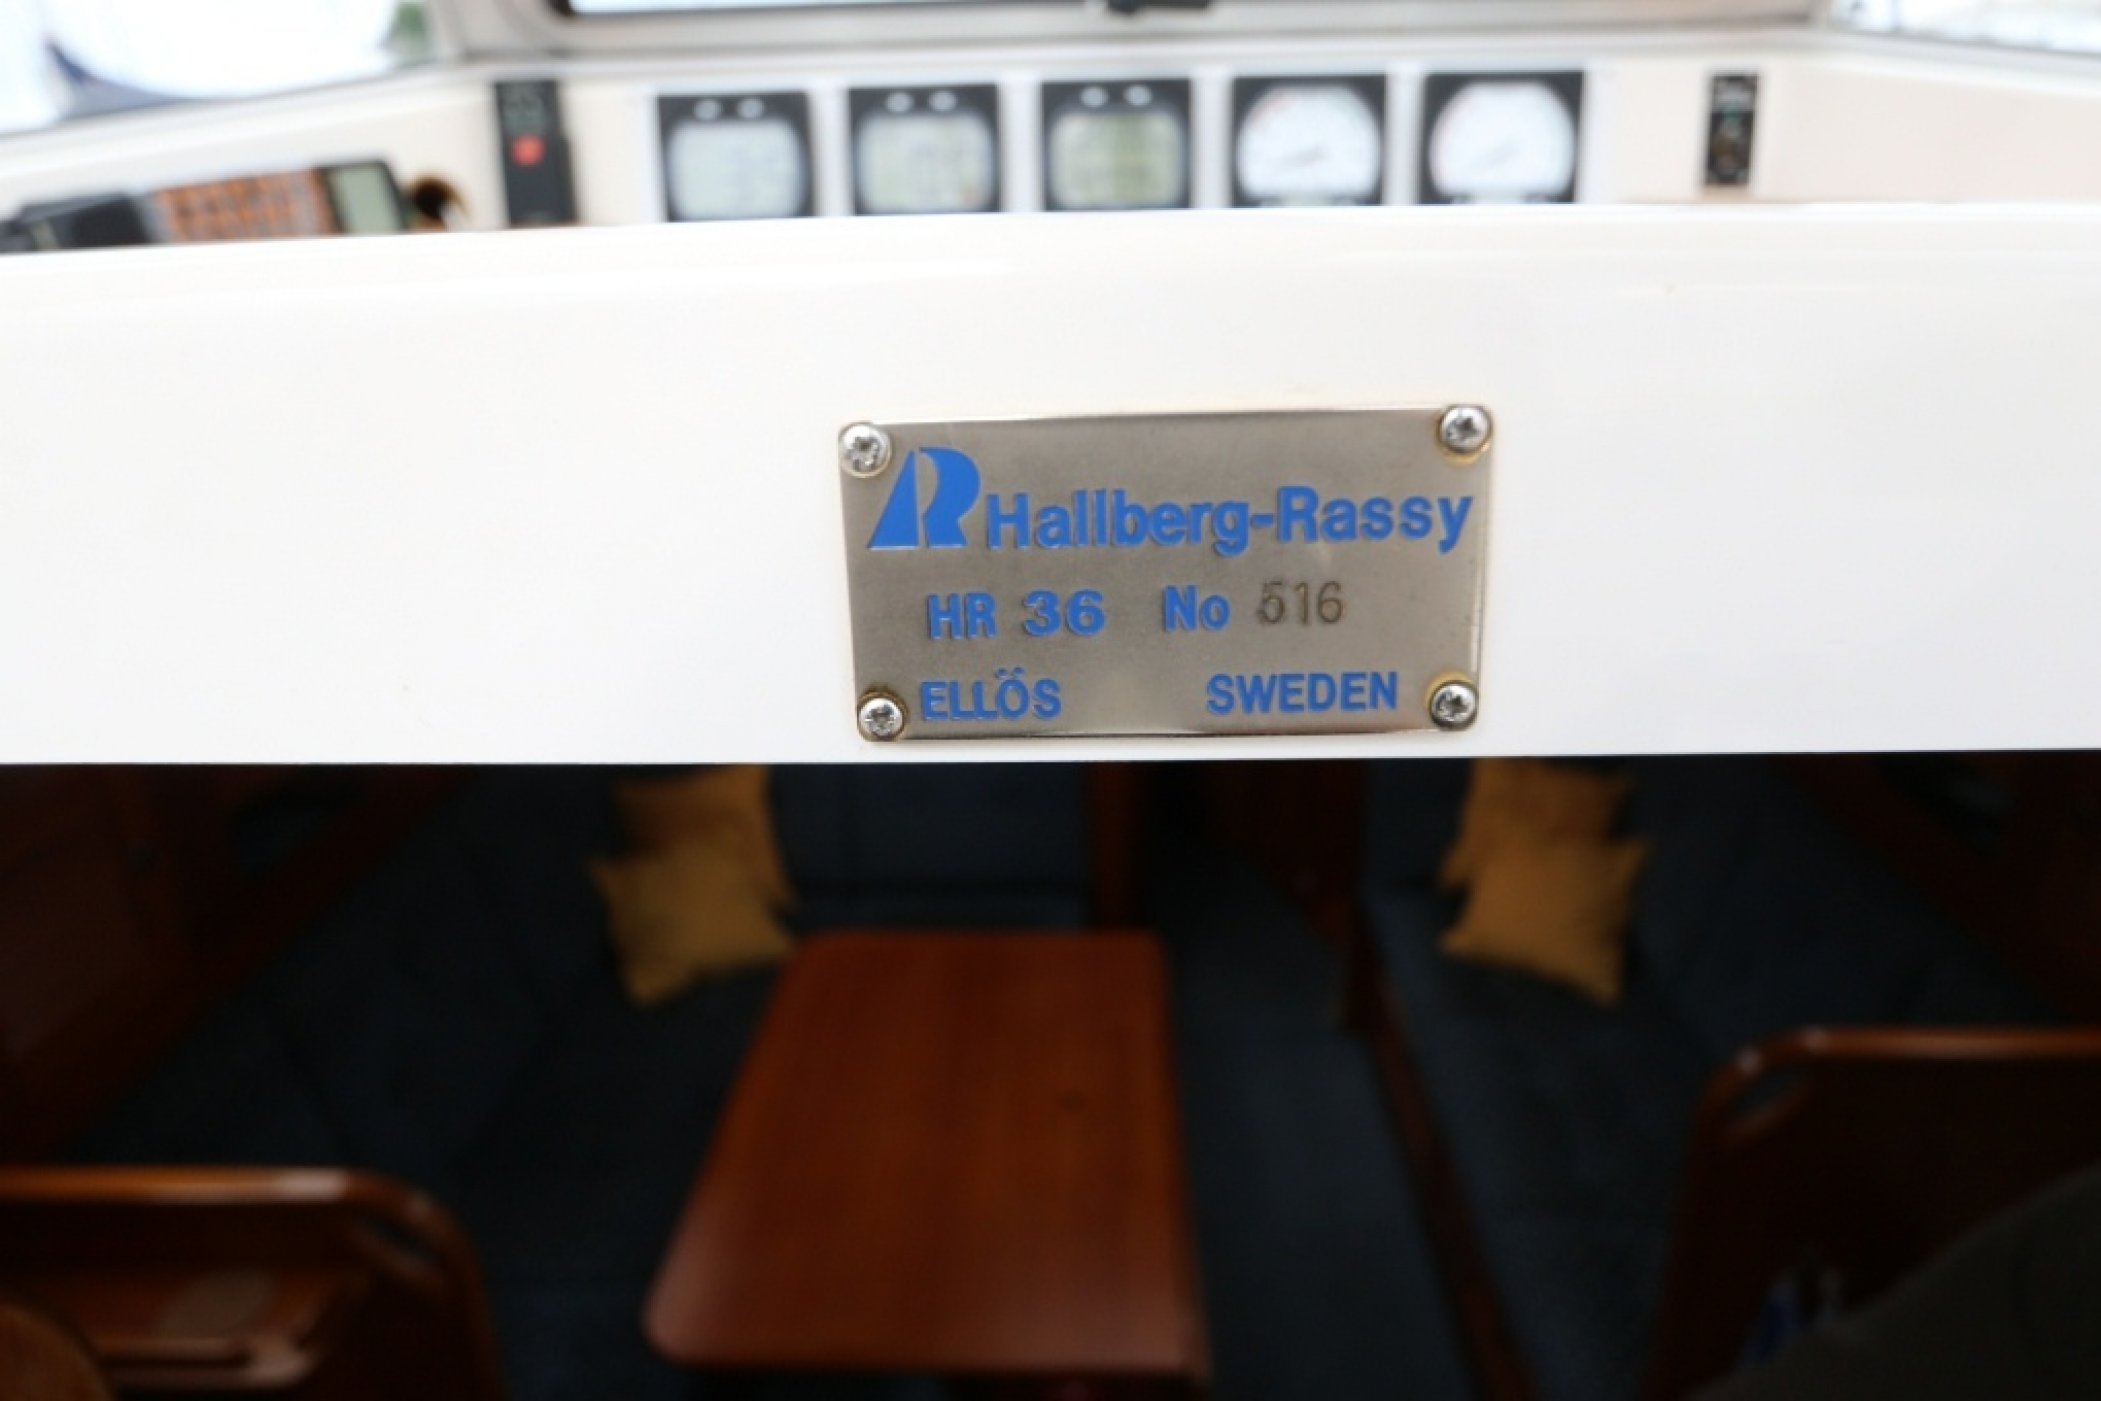 Hallberg-Rassy
HR 36 No 516
ELLÖS SWEDEN